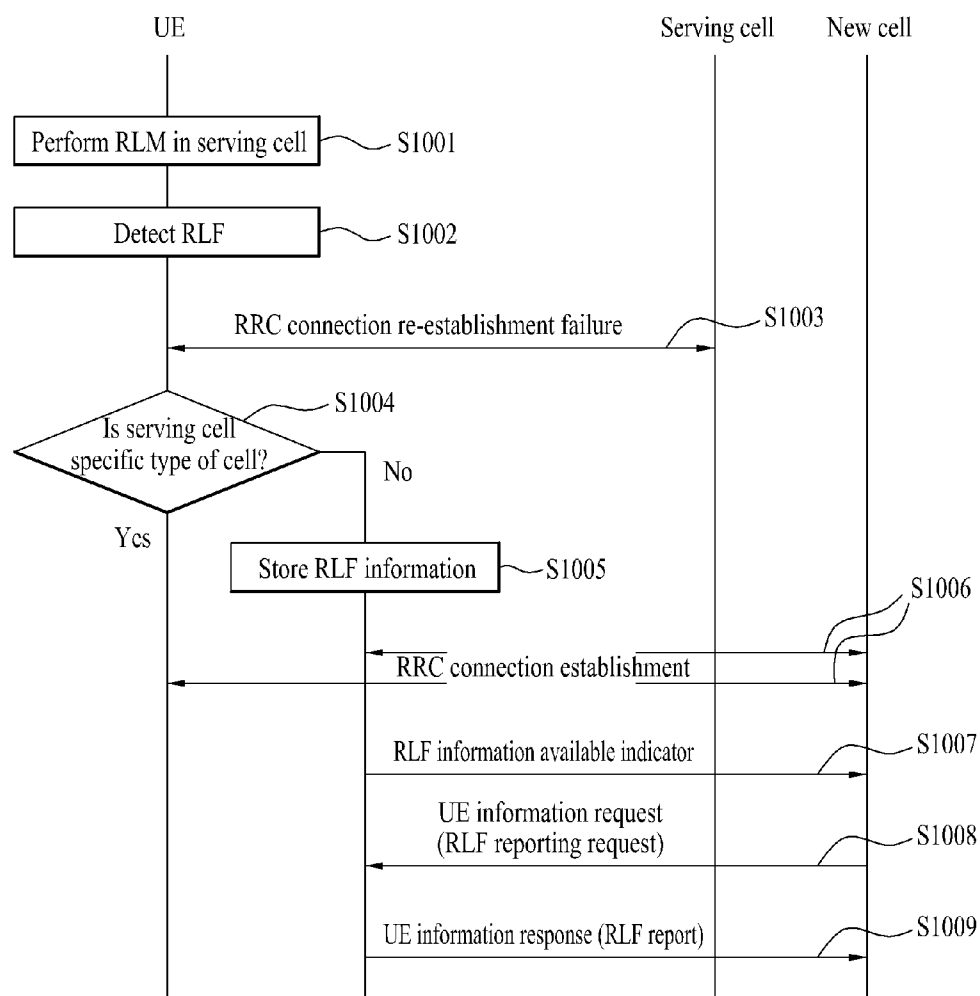 UE
Serving cell
New cell
Perform RLM in serving cell
S1001
Detect RLF
S1002
RRC connection re-establishment failure
S1003
S1004
Is serving cell
specific type of cell?
No
Yes
Store RLF information
S1005
S1006
RRC connection establishment
RLF information available indicator
S1007
UE information request
(RLF reporting request)
S1008
UE information response (RLF report)
S1009